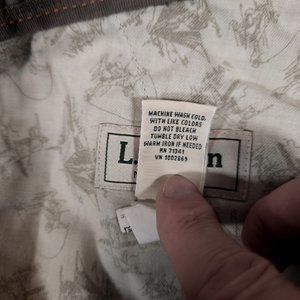 MACHINE WASH COLD.
WITH LIKE COLORS
DO NOT BLEACH
TUMBLE DRY LOW
WARM IRON IF NEEDED
RN 71341
VN 1002869
L.
n